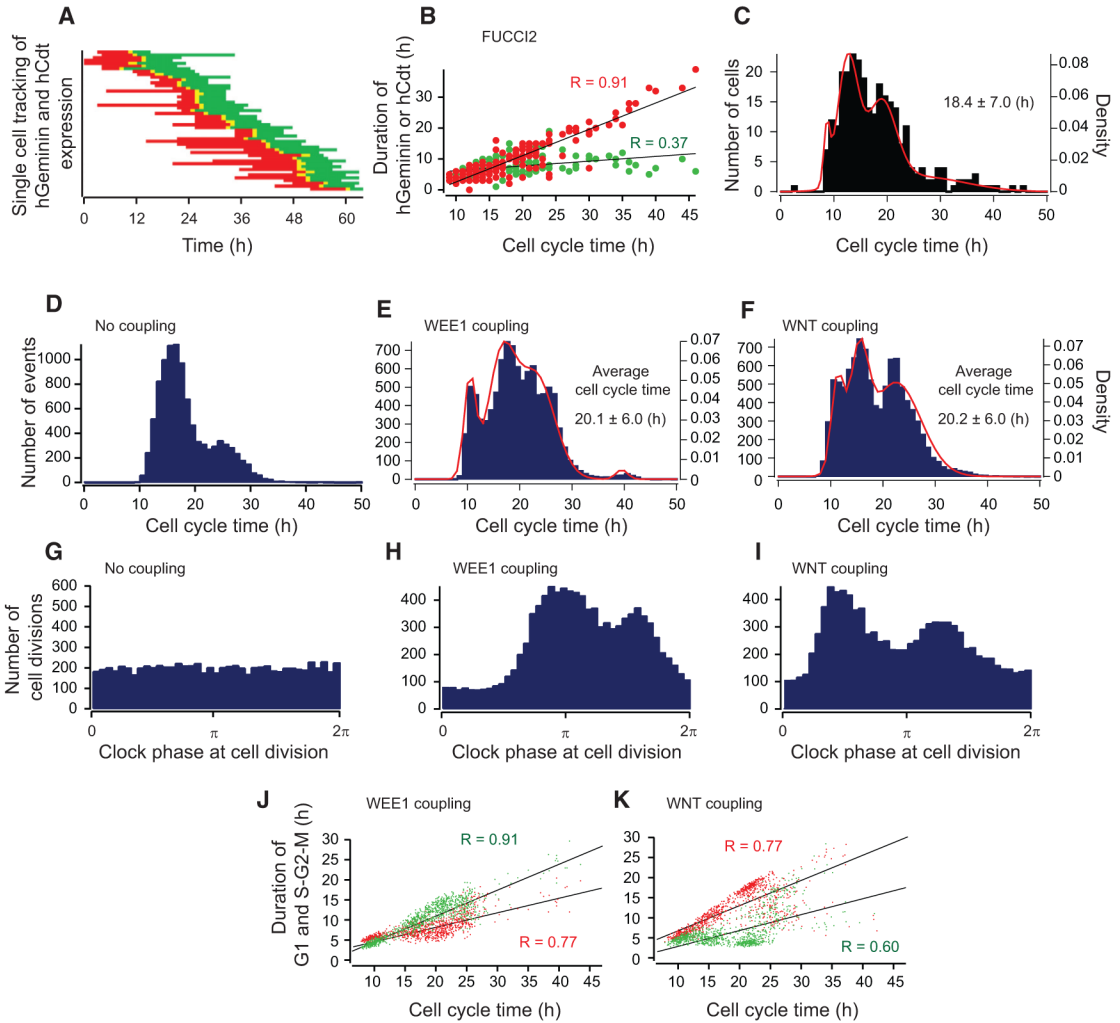 A
Single cell tracking of
hGeminin and hCdt
expression
0 12 24 36 48 60
Time (h)
B
FUCCI2
Duration of
hGeminin or hCdt (h)
30
20
10
0
R = 0.91
R = 0.37
10 15 20 25 30 35 40 45
Cell cycle time (h)
C
Number of cells
20
15
10
5
0
18.4 ± 7.0 (h)
0.08
0.06
0.04
0.02
0
Density
0 10 20 30 40 50
Cell cycle time (h)
D
No coupling
Number of events
1000
800
600
400
200
0
0 10 20 30 40 50
Cell cycle time (h)
E
WEE1 coupling
700
600
500
400
300
200
100
0
Average
cell cycle time
20.1 ± 6.0 (h)
0.07
0.06
0.05
0.04
0.03
0.02
0.01
0
0 10 20 30 40 50
Cell cycle time (h)
F
WNT coupling
700
600
500
400
300
200
100
0
Average
cell cycle time
20.2 ± 6.0 (h)
0.07
0.06
0.05
0.04
0.03
0.02
0.01
0
Density
0 10 20 30 40 50
Cell cycle time (h)
G
No coupling
Number of
cell divisions
600
500
400
300
200
100
0
0 π 2π
Clock phase at cell division
H
WEE1 coupling
400
300
200
100
0
0 π 2π
Clock phase at cell division
I
WNT coupling
400
300
200
100
0
0 π 2π
Clock phase at cell division
J
WEE1 coupling
Duration of
G1 and S-G2-M (h)
30
25
20
15
10
5
0
R = 0.91
R = 0.77
10 15 20 25 30 35 40 45
Cell cycle time (h)
K
WNT coupling
30
25
20
15
10
5
0
R = 0.77
R = 0.60
10 15 20 25 30 35 40 45
Cell cycle time (h)